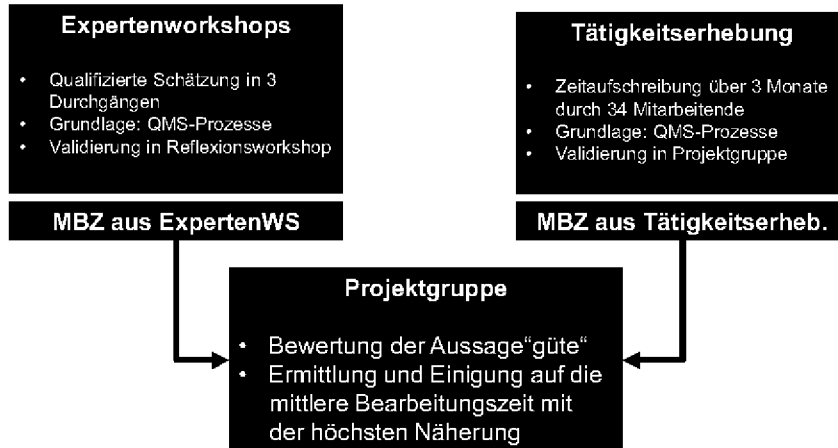 Expertenworkshops
• Qualifizierte Schätzung in 3
Durchgängen
• Grundlage: QMS-Prozesse
• Validierung in Reflexionsworkshop
MBZ aus ExpertenWS
Tätigkeitserhebung
• Zeitaufschreibung über 3 Monate
durch 34 Mitarbeitende
• Grundlage: QMS-Prozesse
• Validierung in Projektgruppe
MBZ aus Tätigkeitserheb.
Projektgruppe
• Bewertung der Aussage“güte“
• Ermittlung und Einigung auf die
mittlere Bearbeitungszeit mit
der höchsten Näherung